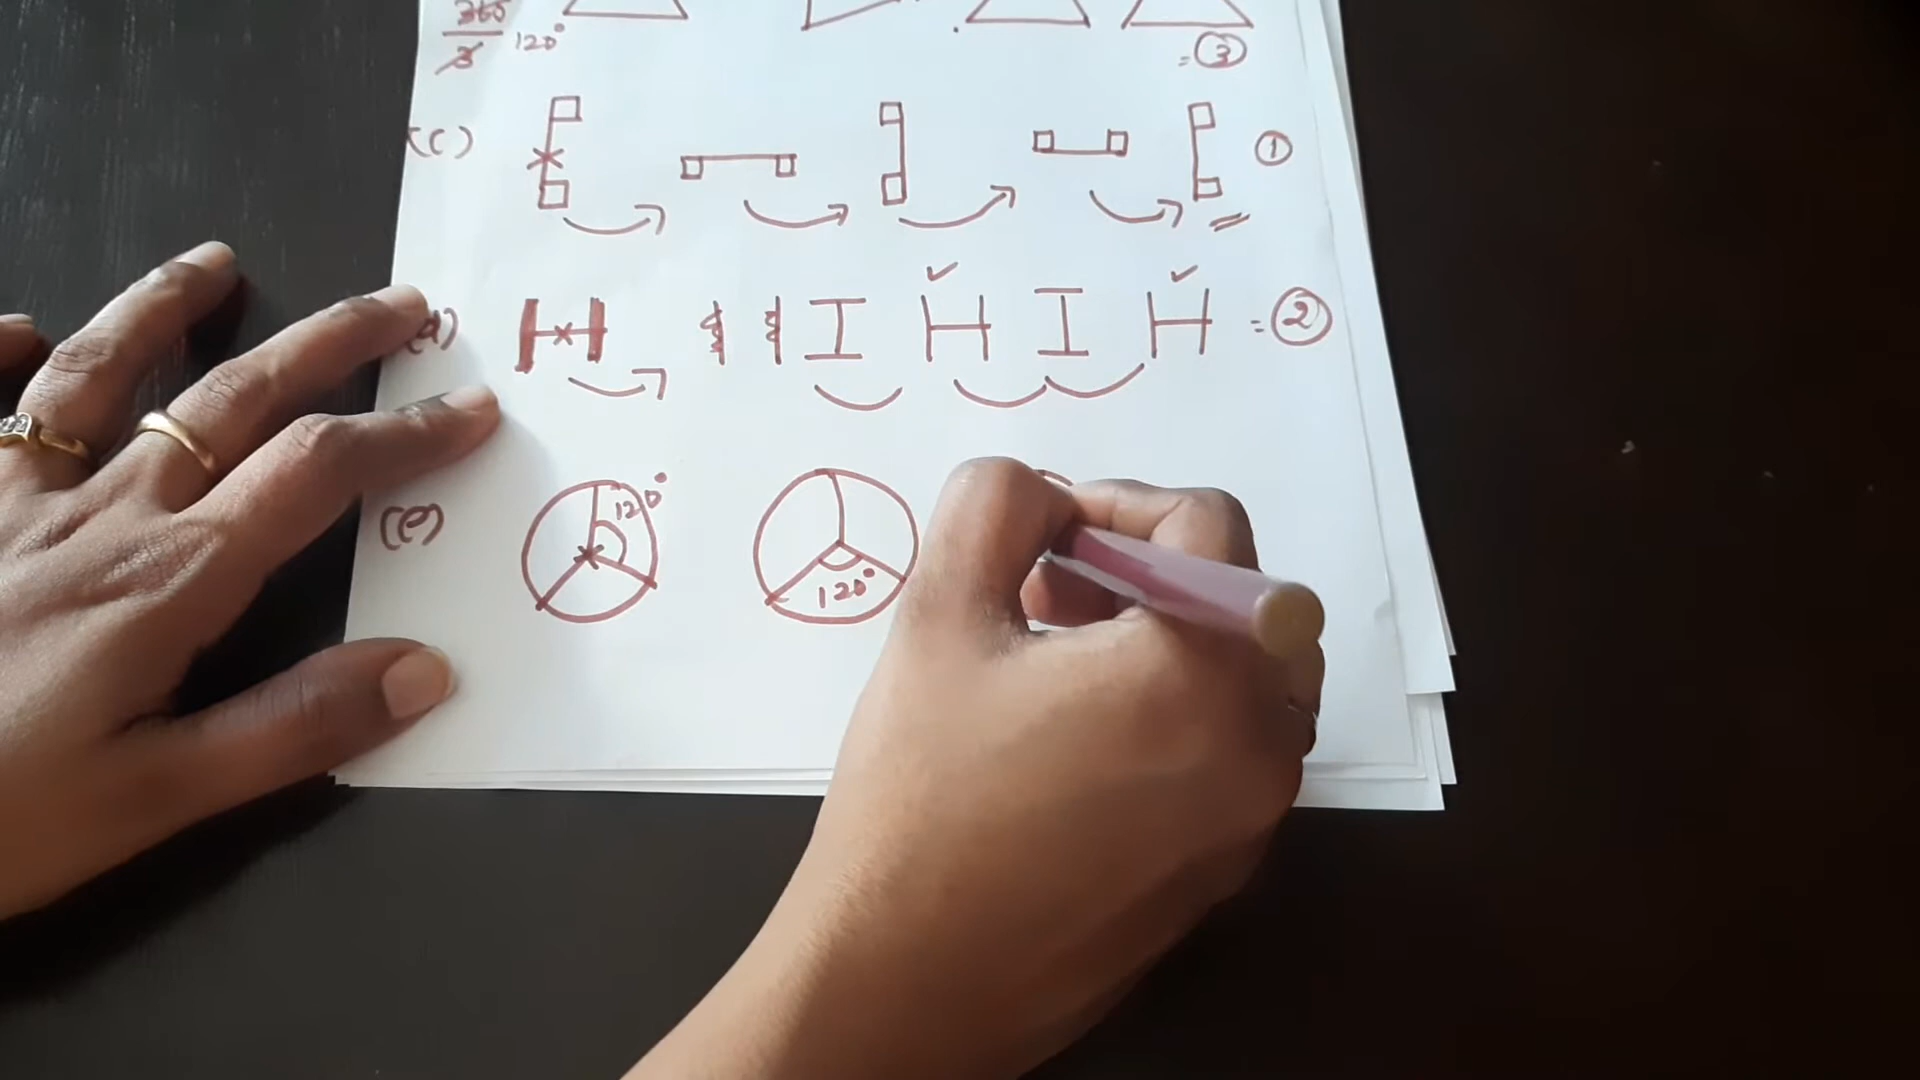 360
3 120°
= 3
(c) 1
(d) H I H I H = 2
(e) 120° 120°